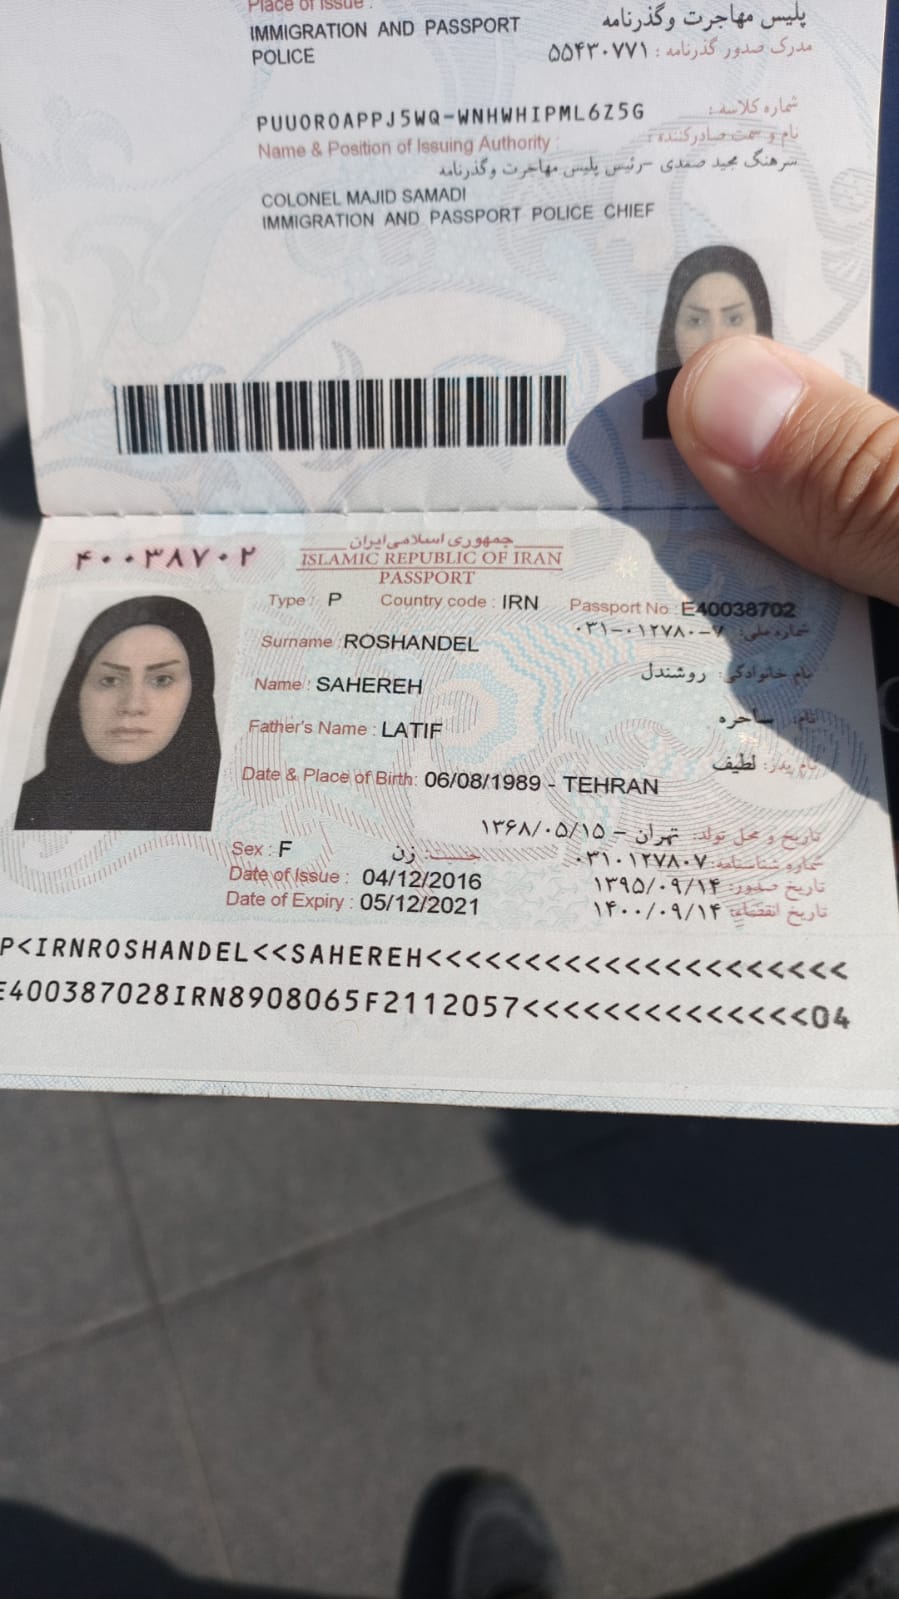 Place of Issue :
IMMIGRATION AND PASSPORT
POLICE
پلیس مهاجرت و گذرنامه
مدرک صدور گذرنامه : ۵۵۴۳۰۷۷۱
شماره کلاسه :
PUUOROAPPJ5WQ-WNHWHIPML6Z5G
نام و سمت صادرکننده :
Name & Position of Issuing Authority :
سرهنگ مجید صمدی -رئیس پلیس مهاجرت وگذرنامه
COLONEL MAJID SAMADI
IMMIGRATION AND PASSPORT POLICE CHIEF
۴۰۰۳۸۷۰۲
جمهوری اسلامی ایران
ISLAMIC REPUBLIC OF IRAN
PASSPORT
Type : P Country code : IRN Passport No : E40038702
شماره ملی: ۰۳۱-۰۱۲۷۸۰-۷
Surname : ROSHANDEL
نام خانوادگی: روشندل
Name : SAHEREH
نام: ساحره
Father's Name : LATIF
نام پدر: لطیف
Date & Place of Birth: 06/08/1989 - TEHRAN
تاریخ و محل تولد: تهران - ۱۳۶۸/۰۵/۱۵
Sex : F
جنسیت: زن
شماره شناسنامه: ۰۳۱۰۱۲۷۸۰۷
Date of Issue : 04/12/2016
تاریخ صدور: ۱۳۹۵/۰۹/۱۴
Date of Expiry : 05/12/2021
تاریخ انقضاء: ۱۴۰۰/۰۹/۱۴
P<IRNROSHANDEL<<SAHEREH<<<<<<<<<<<<<<<<<<<<<
E400387028IRN8908065F2112057<<<<<<<<<<<<<<04